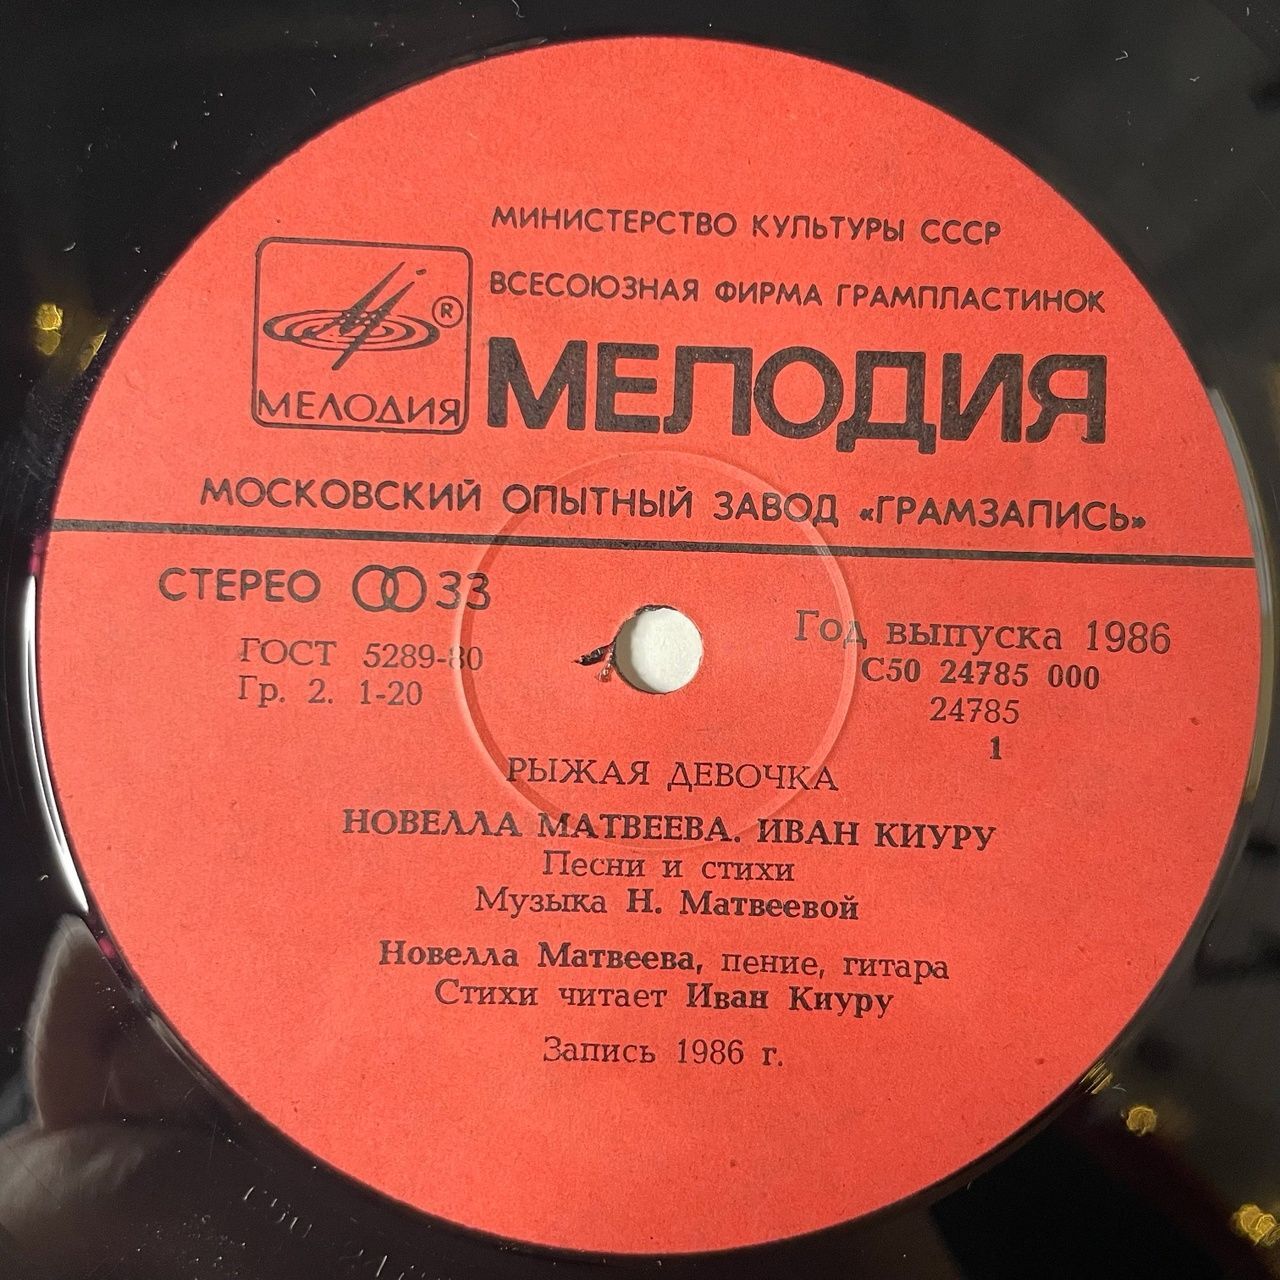 МИНИСТЕРСТВО КУЛЬТУРЫ СССР
ВСЕСОЮЗНАЯ ФИРМА ГРАМПЛАСТИНОК
®
МЕЛОДИЯ
МЕЛОДИЯ
МОСКОВСКИЙ ОПЫТНЫЙ ЗАВОД «ГРАМЗАПИСЬ»
СТЕРЕО 33
ГОСТ 5289-80
Гр. 2. 1-20
Год выпуска 1986
С50 24785 000
24785
1
РЫЖАЯ ДЕВОЧКА
НОВЕЛЛА МАТВЕЕВА. ИВАН КИУРУ
Песни и стихи
Музыка Н. Матвеевой
Новелла Матвеева, пение, гитара
Стихи читает Иван Киуру
Запись 1986 г.